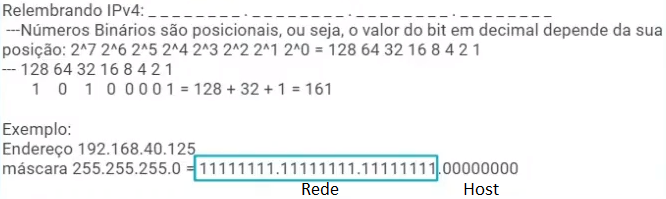 Relembrando IPv4: _ _ _ _ _ _ _ _ . _ _ _ _ _ _ _ _ . _ _ _ _ _ _ _ _ . _ _ _ _ _ _ _ _
---Números Binários são posicionais, ou seja, o valor do bit em decimal depende da sua
posição: 2^7 2^6 2^5 2^4 2^3 2^2 2^1 2^0 = 128 64 32 16 8 4 2 1
--- 128 64 32 16 8 4 2 1
1 0 1 0 0 0 0 1 = 128 + 32 + 1 = 161
Exemplo:
Endereço 192.168.40.125
máscara 255.255.255.0 = 11111111.11111111.11111111.00000000
Rede Host